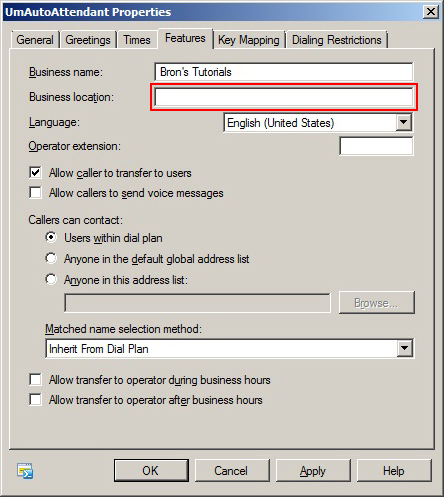 UmAutoAttendant Properties
General Greetings Times Features Key Mapping Dialing Restrictions
Business name: Bron's Tutorials
Business location:
Language: English (United States)
Operator extension:
Allow caller to transfer to users
Allow callers to send voice messages
Callers can contact:
Users within dial plan
Anyone in the default global address list
Anyone in this address list:
Browse...
Matched name selection method:
Inherit From Dial Plan
Allow transfer to operator during business hours
Allow transfer to operator after business hours
OK Cancel Apply Help